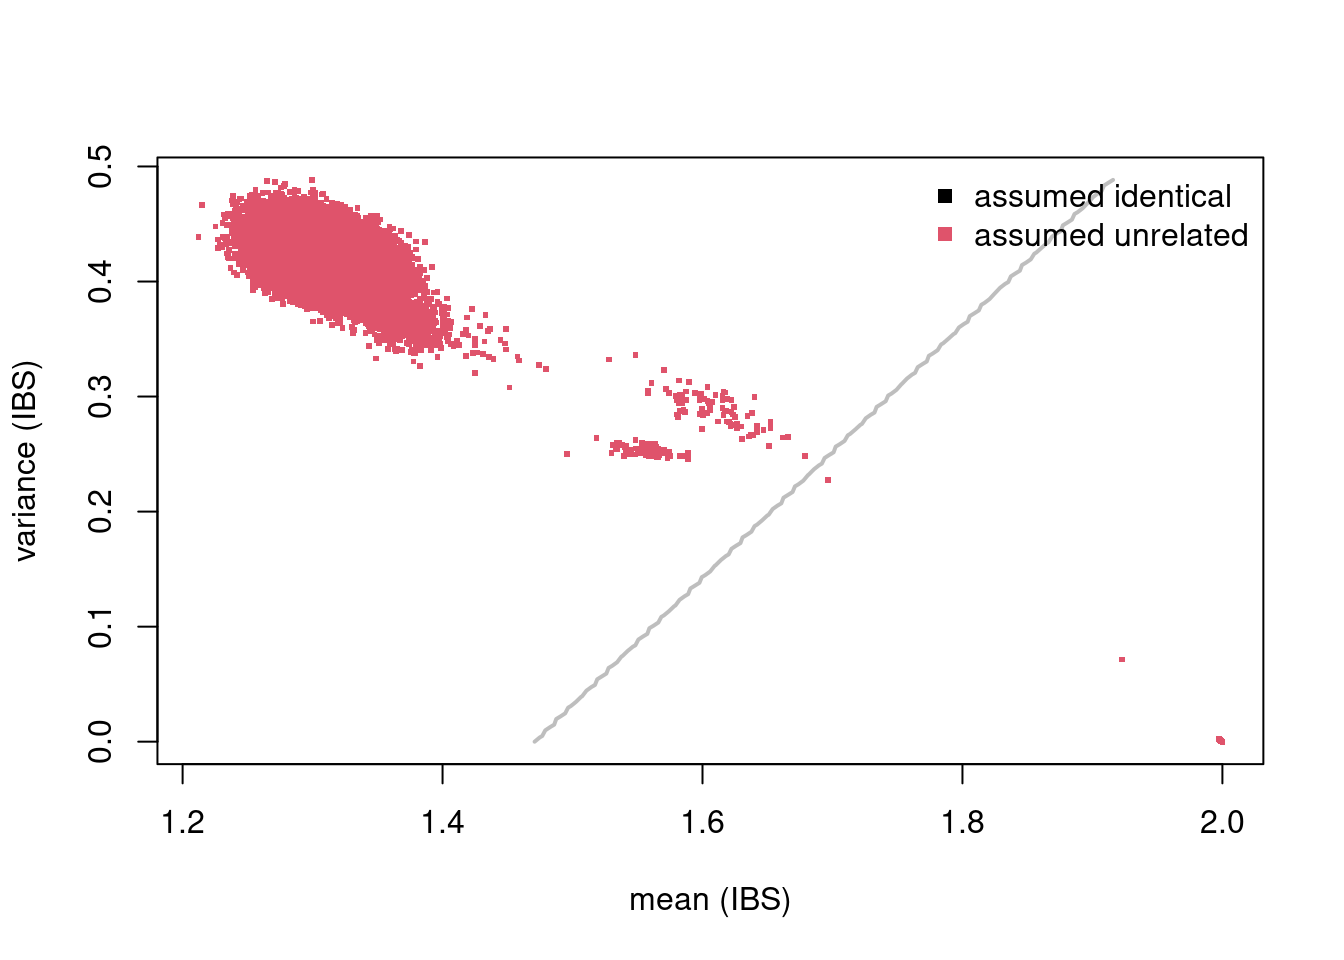 assumed identical
assumed unrelated
variance (IBS)
0.5
0.4
0.3
0.2
0.1
0.0
1.2 1.4 1.6 1.8 2.0
mean (IBS)